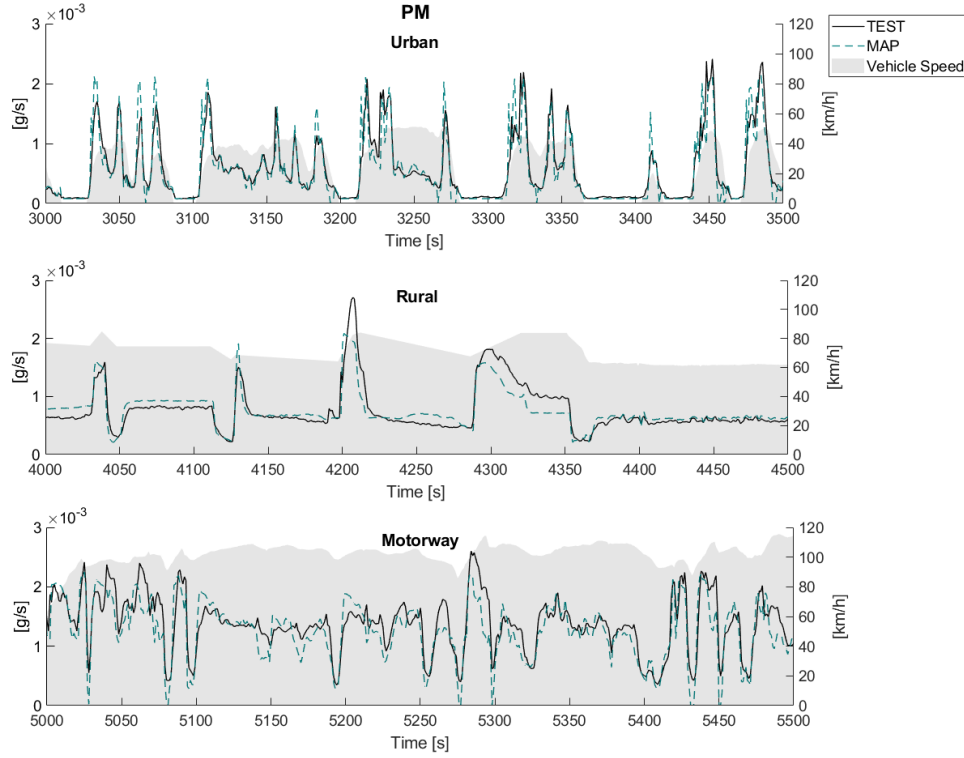 PM
Urban
TEST
MAP
Vehicle Speed
×10⁻³
3
2
1
0
[g/s]
120
100
80
60
40
20
0
[km/h]
3000 3050 3100 3150 3200 3250 3300 3350 3400 3450 3500
Time [s]
Rural
×10⁻³
3
2
1
0
[g/s]
120
100
80
60
40
20
0
[km/h]
4000 4050 4100 4150 4200 4250 4300 4350 4400 4450 4500
Time [s]
Motorway
×10⁻³
3
2
1
0
[g/s]
120
100
80
60
40
20
0
[km/h]
5000 5050 5100 5150 5200 5250 5300 5350 5400 5450 5500
Time [s]